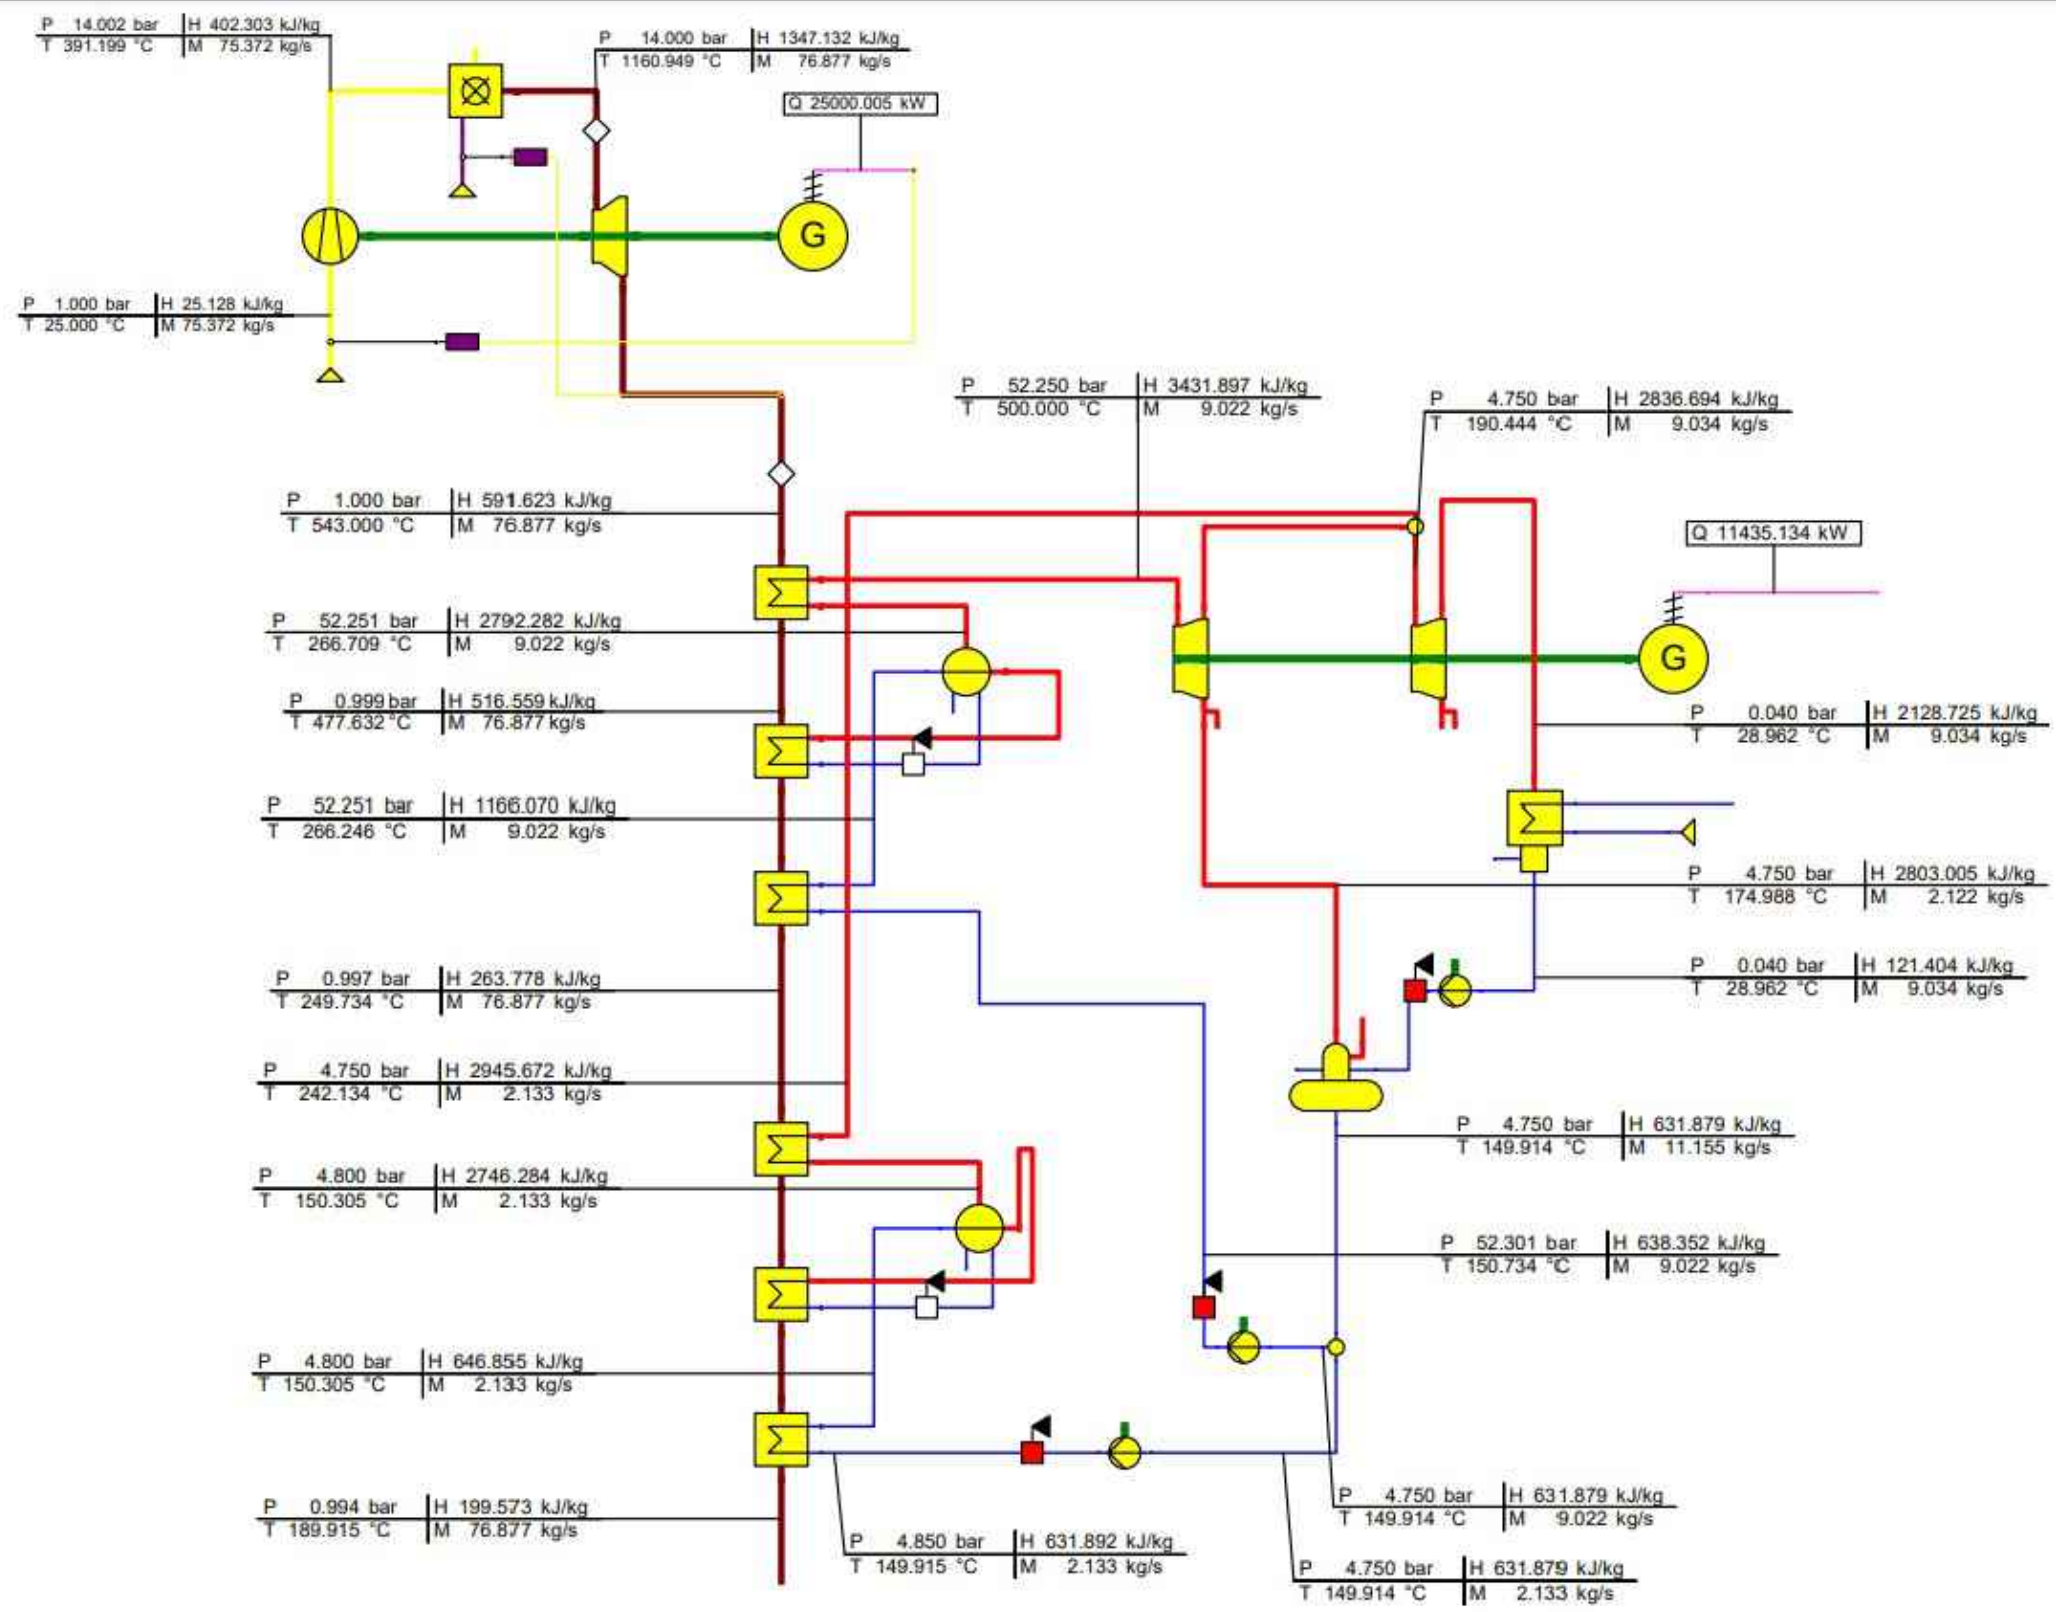 P 14.002 bar H 402.303 kJ/kg
T 391.199 °C M 75.372 kg/s
P 14.000 bar H 1347.132 kJ/kg
T 1160.949 °C M 76.877 kg/s
Q 25000.005 kW
G
P 1.000 bar H 25.128 kJ/kg
T 25.000 °C M 75.372 kg/s
P 52.250 bar H 3431.897 kJ/kg
T 500.000 °C M 9.022 kg/s
P 4.750 bar H 2836.694 kJ/kg
T 190.444 °C M 9.034 kg/s
P 1.000 bar H 591.623 kJ/kg
T 543.000 °C M 76.877 kg/s
Q 11435.134 kW
P 52.251 bar H 2792.282 kJ/kg
T 266.709 °C M 9.022 kg/s
G
P 0.999 bar H 516.559 kJ/kg
T 477.632 °C M 76.877 kg/s
P 0.040 bar H 2128.725 kJ/kg
T 28.962 °C M 9.034 kg/s
P 52.251 bar H 1166.070 kJ/kg
T 266.246 °C M 9.022 kg/s
P 4.750 bar H 2803.005 kJ/kg
T 174.988 °C M 2.122 kg/s
P 0.997 bar H 263.778 kJ/kg
T 249.734 °C M 76.877 kg/s
P 0.040 bar H 121.404 kJ/kg
T 28.962 °C M 9.034 kg/s
P 4.750 bar H 2945.672 kJ/kg
T 242.134 °C M 2.133 kg/s
P 4.750 bar H 631.879 kJ/kg
T 149.914 °C M 11.155 kg/s
P 4.800 bar H 2746.284 kJ/kg
T 150.305 °C M 2.133 kg/s
P 52.301 bar H 638.352 kJ/kg
T 150.734 °C M 9.022 kg/s
P 4.800 bar H 646.855 kJ/kg
T 150.305 °C M 2.133 kg/s
P 0.994 bar H 199.573 kJ/kg
T 189.915 °C M 76.877 kg/s
P 4.750 bar H 631.879 kJ/kg
T 149.914 °C M 9.022 kg/s
P 4.850 bar H 631.892 kJ/kg
T 149.915 °C M 2.133 kg/s
P 4.750 bar H 631.879 kJ/kg
T 149.914 °C M 2.133 kg/s